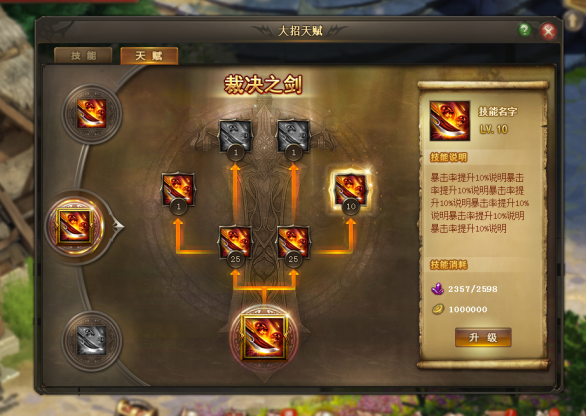 大招天赋
?
技能
天赋
裁决之剑
1
1
1
10
25
25
技能名字
LV.10
技能说明
暴击率提升10%说明暴击
率提升10%说明暴击率提
升10%说明暴击率提升10%
说明暴击率提升10%说明
暴击率提升10%说明
技能消耗
2357/2598
1000000
升级